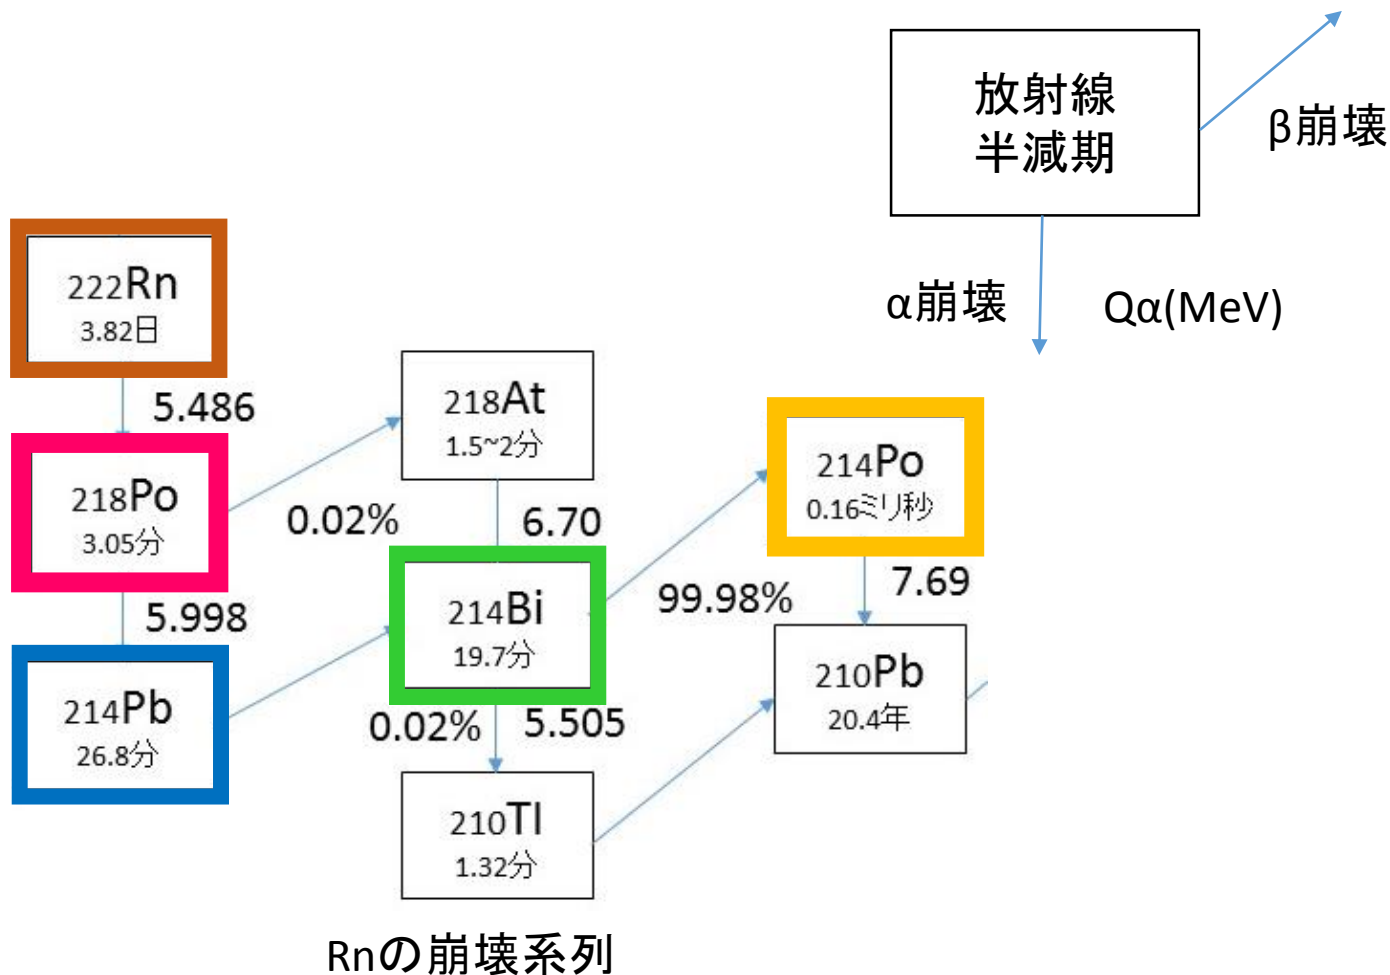 放射線
半減期
β崩壊
α崩壊
Qα(MeV)
222Rn
3.82日
5.486
218At
1.5~2分
218Po
3.05分
0.02%
6.70
214Po
0.16ミリ秒
5.998
214Bi
19.7分
99.98%
7.69
214Pb
26.8分
0.02%
5.505
210Pb
20.4年
210Tl
1.32分
Rnの崩壊系列